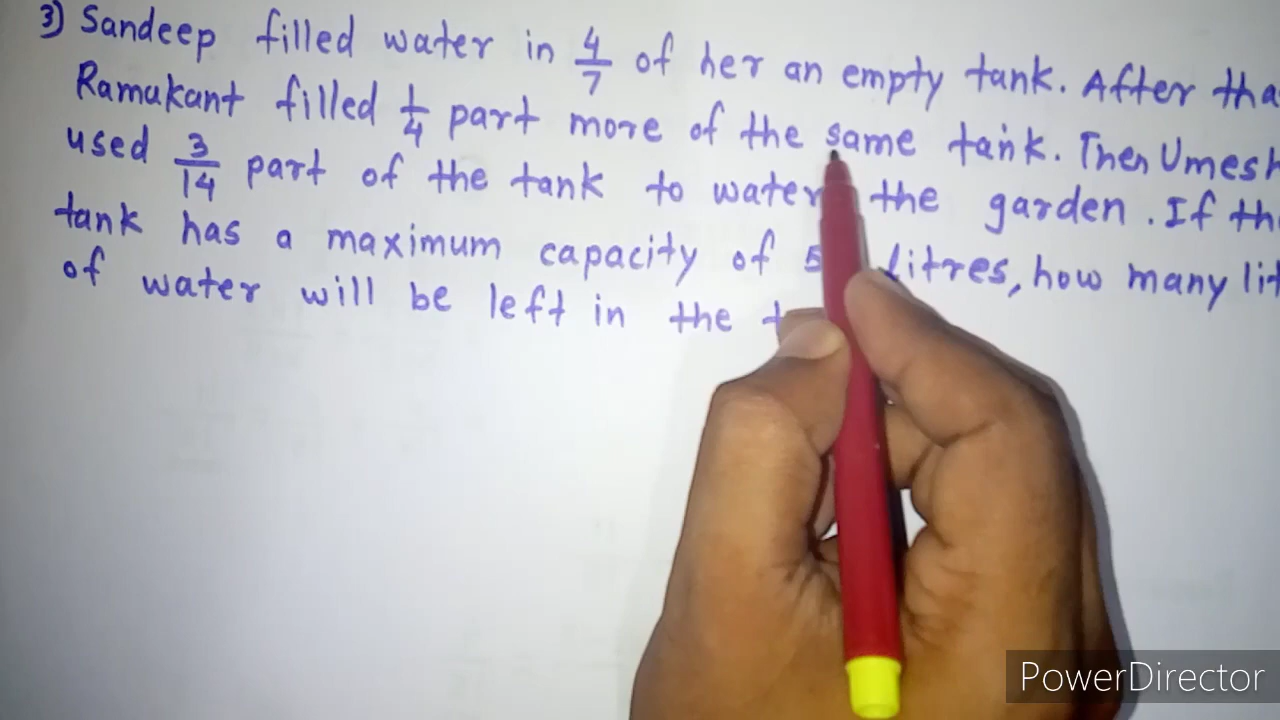 3) Sandeep filled water in 4/7 of her an empty tank. After tha
Ramakant filled 1/4 part more of the same tank. Then Umesh
used 3/14 part of the tank to water the garden. If th
tank has a maximum capacity of 5 litres, how many lit
of water will be left in the t
PowerDirector